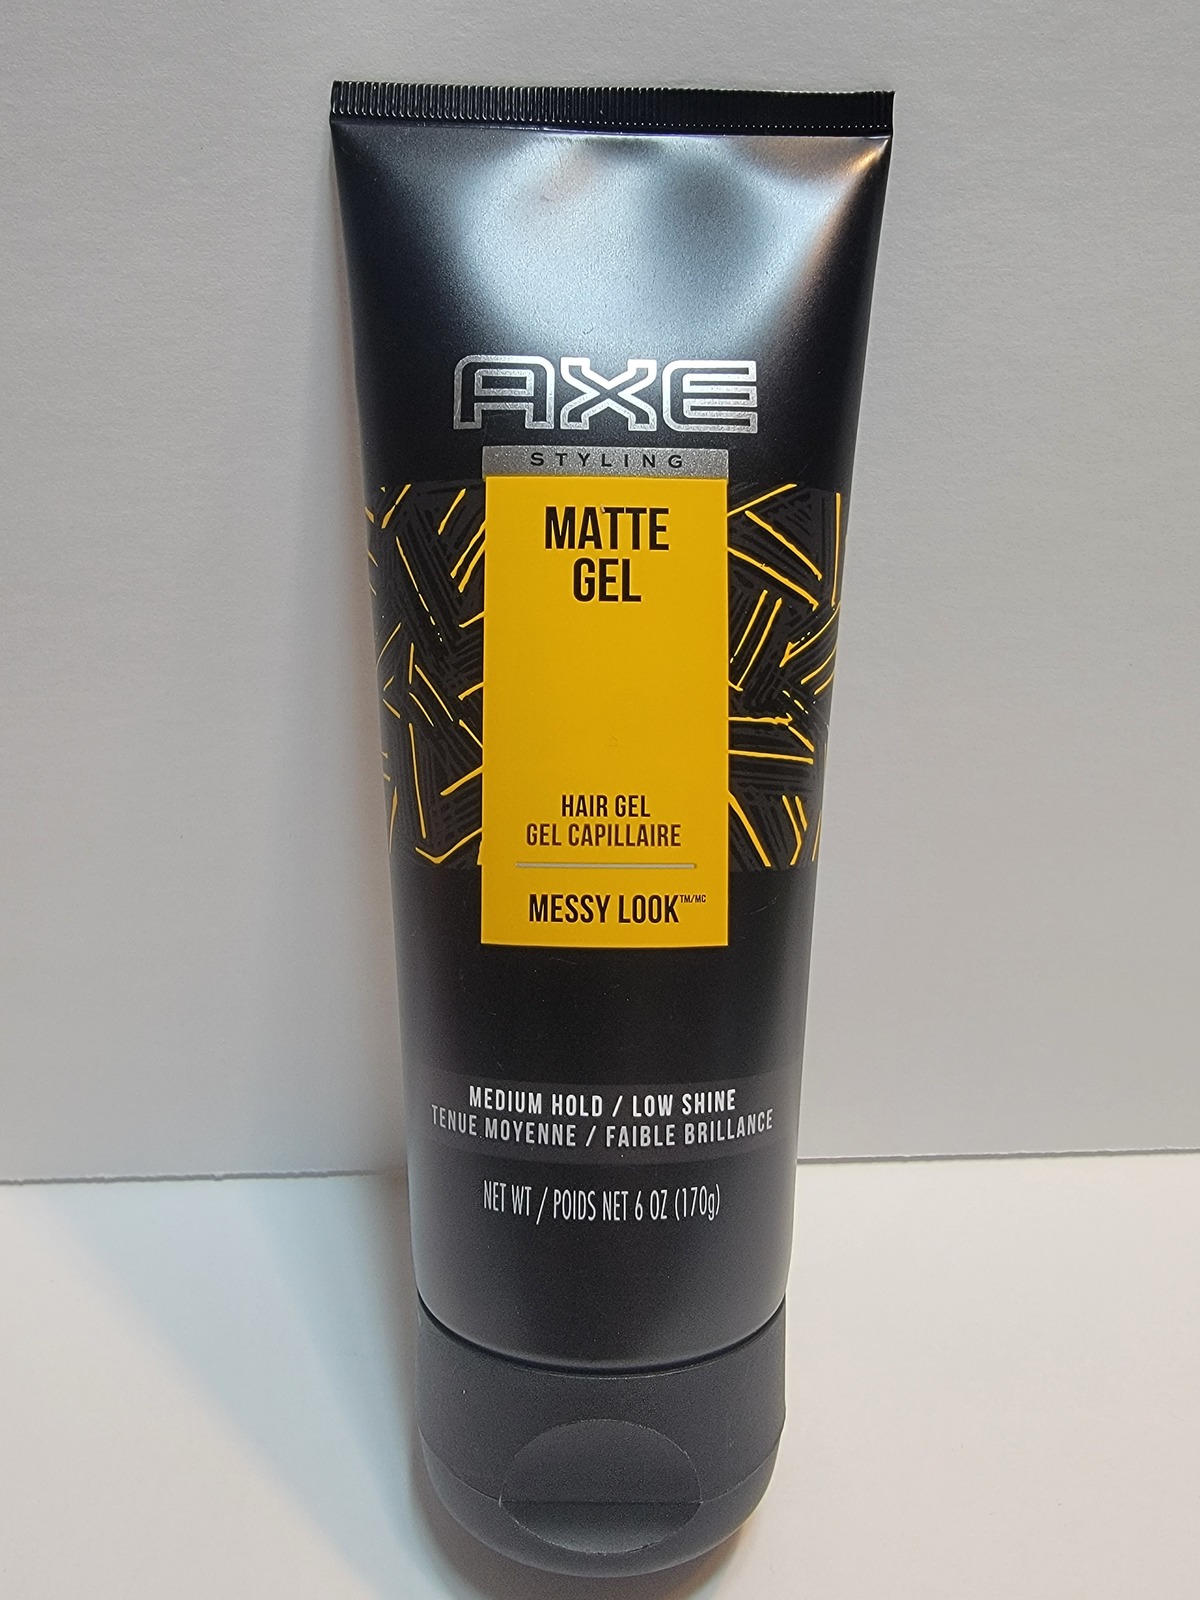 AXE
STYLING
MATTE
GEL
HAIR GEL
GEL CAPILLAIRE
MESSY LOOK™/MC
MEDIUM HOLD / LOW SHINE
TENUE MOYENNE / FAIBLE BRILLANCE
NET WT / POIDS NET 6 OZ (170g)